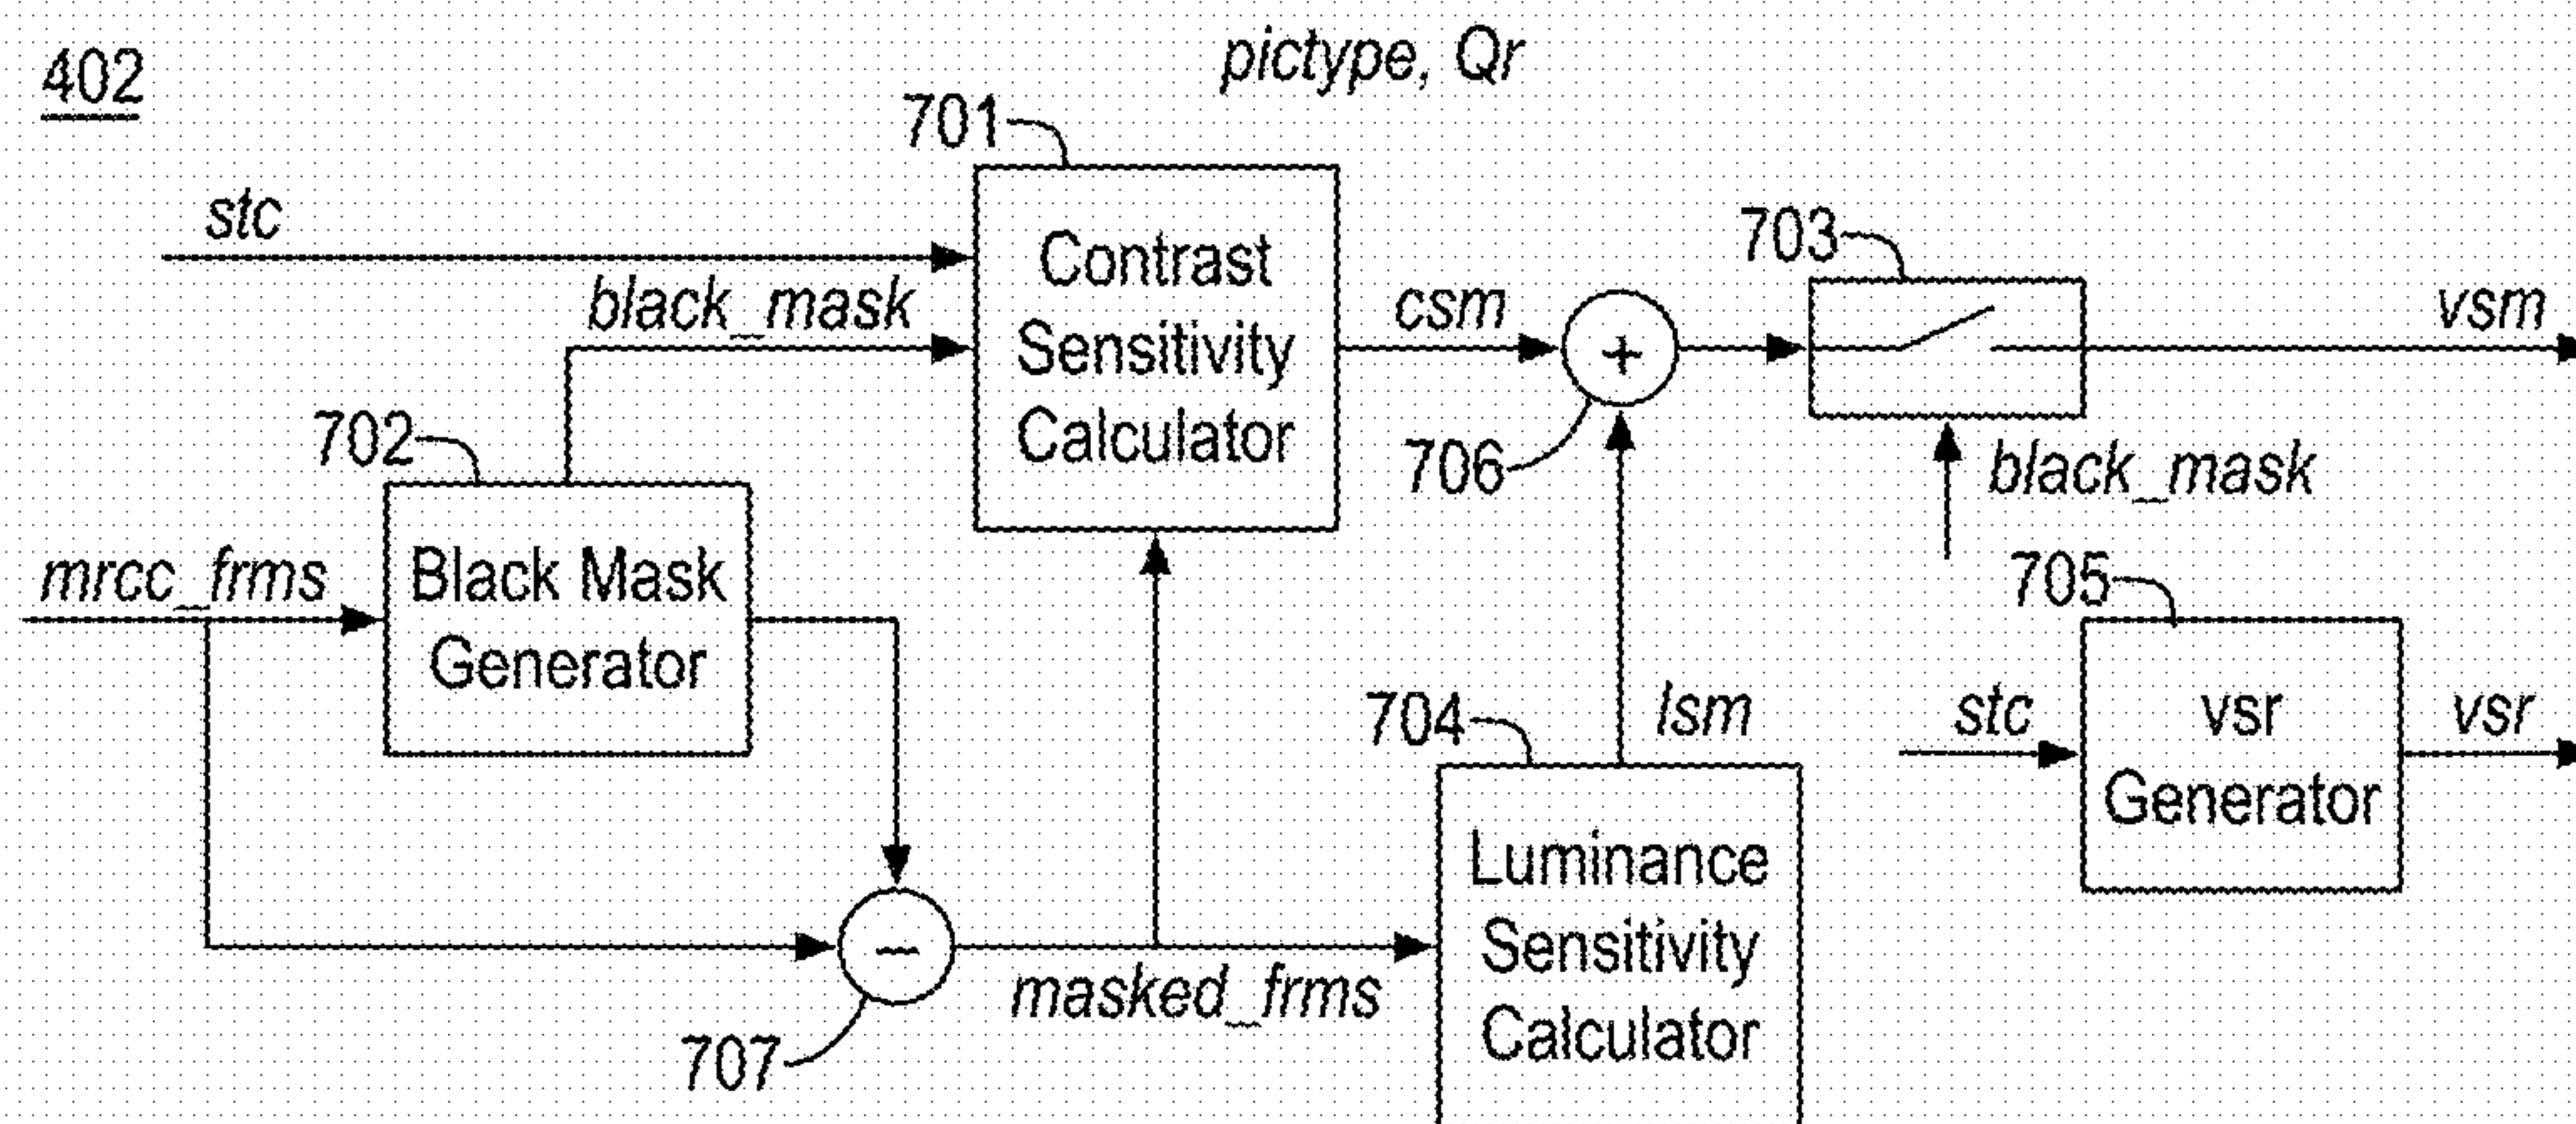 402
pictype, Qr
701
stc
Contrast
Sensitivity
Calculator
703
black_mask
csm
+
vsm
702
706
black_mask
mrcc_frms
Black Mask
Generator
705
704
lsm
stc
vsr
Generator
vsr
Luminance
Sensitivity
Calculator
−
masked_frms
707